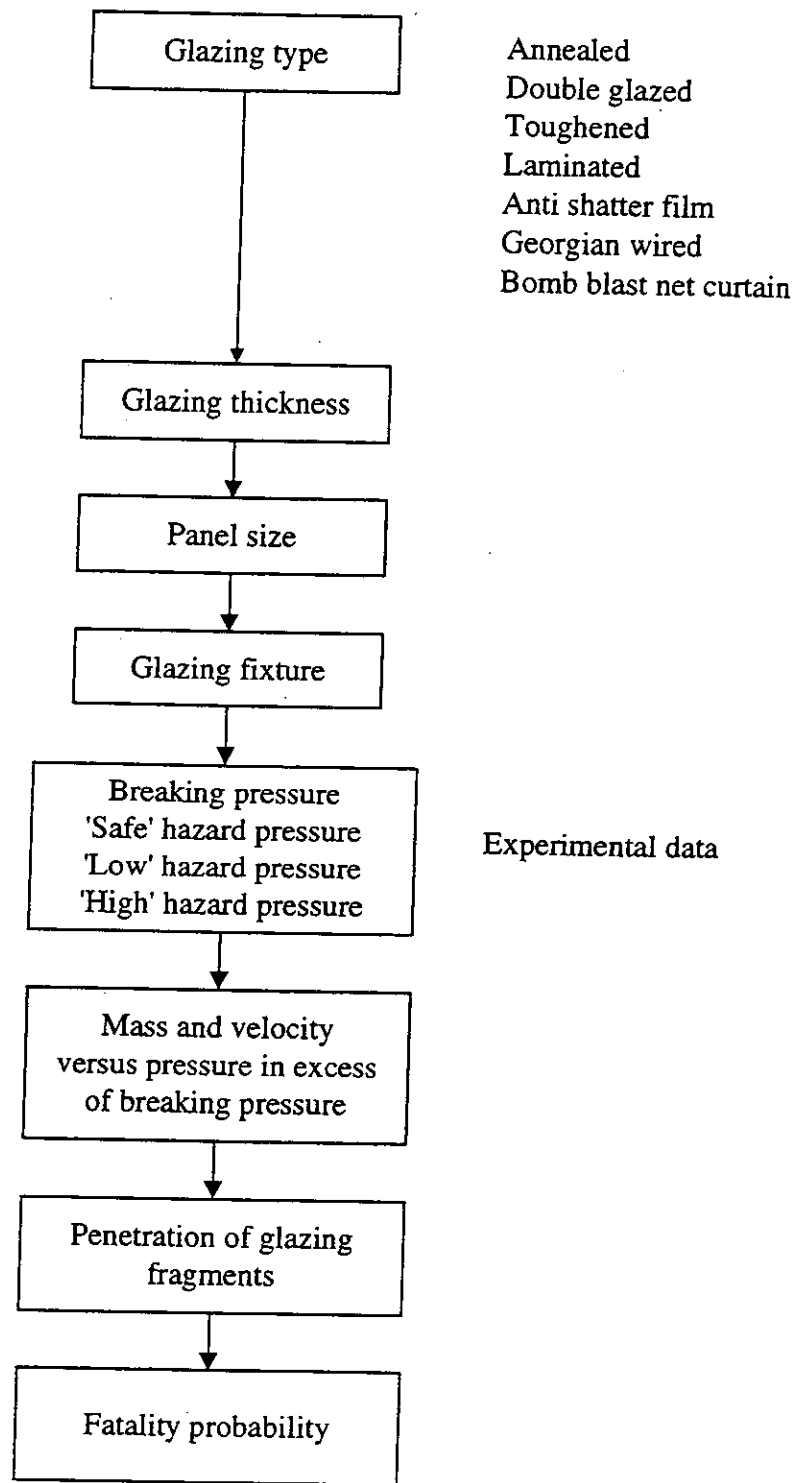 Glazing type
Annealed
Double glazed
Toughened
Laminated
Anti shatter film
Georgian wired
Bomb blast net curtain
Glazing thickness
Panel size
Glazing fixture
Breaking pressure
'Safe' hazard pressure
'Low' hazard pressure
'High' hazard pressure
Experimental data
Mass and velocity
versus pressure in excess
of breaking pressure
Penetration of glazing
fragments
Fatality probability